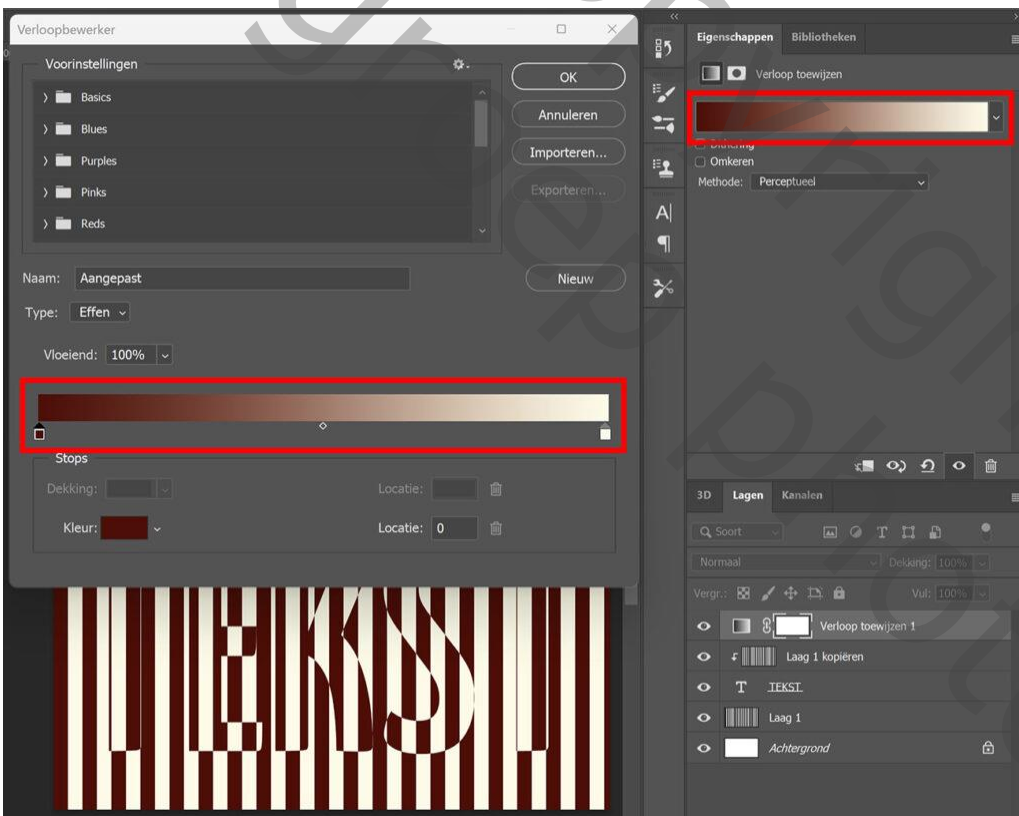 Verloopbewerker
Voorinstellingen
Basics
Blues
Purples
Pinks
Reds
OK
Annuleren
Importeren...
Exporteren...
Naam: Aangepast
Nieuw
Type: Effen
Vloeiend: 100%
Stops
Dekking: Locatie:
Kleur: Locatie: 0
TEKST
Eigenschappen Bibliotheken
Verloop toewijzen
Dithering
Omkeren
Methode: Perceptueel
3D Lagen Kanalen
Soort
Normaal Dekking: 100%
Vergr.: Vul: 100%
Verloop toewijzen 1
Laag 1 kopiëren
T TEKST
Laag 1
Achtergrond